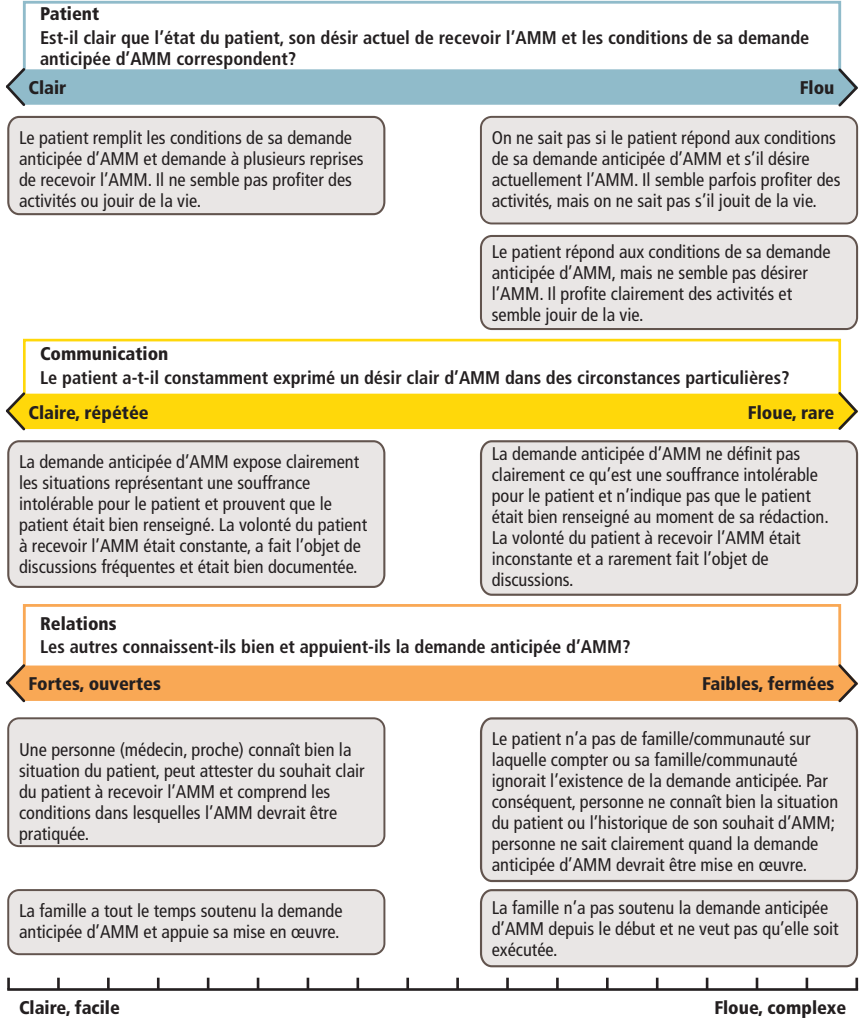 Patient
Est-il clair que l'état du patient, son désir actuel de recevoir l'AMM et les conditions de sa demande
anticipée d'AMM correspondent?
Clair
Flou
Le patient remplit les conditions de sa demande
anticipée d'AMM et demande à plusieurs reprises
de recevoir l'AMM. Il ne semble pas profiter des
activités ou jouir de la vie.
On ne sait pas si le patient répond aux conditions
de sa demande anticipée d'AMM et s'il désire
actuellement l'AMM. Il semble parfois profiter des
activités, mais on ne sait pas s'il jouit de la vie.
Le patient répond aux conditions de sa demande
anticipée d'AMM, mais ne semble pas désirer
l'AMM. Il profite clairement des activités et
semble jouir de la vie.
Communication
Le patient a-t-il constamment exprimé un désir clair d'AMM dans des circonstances particulières?
Claire, répétée
Floue, rare
La demande anticipée d'AMM expose clairement
les situations représentant une souffrance
intolérable pour le patient et prouvent que le
patient était bien renseigné. La volonté du patient
à recevoir l'AMM était constante, a fait l'objet de
discussions fréquentes et était bien documentée.
La demande anticipée d'AMM ne définit pas
clairement ce qu'est une souffrance intolérable
pour le patient et n'indique pas que le patient
était bien renseigné au moment de sa rédaction.
La volonté du patient à recevoir l'AMM était
inconstante et a rarement fait l'objet de
discussions.
Relations
Les autres connaissent-ils bien et appuient-ils la demande anticipée d'AMM?
Fortes, ouvertes
Faibles, fermées
Une personne (médecin, proche) connaît bien la
situation du patient, peut attester du souhait clair
du patient à recevoir l'AMM et comprend les
conditions dans lesquelles l'AMM devrait être
pratiquée.
Le patient n'a pas de famille/communauté sur
laquelle compter ou sa famille/communauté
ignorait l'existence de la demande anticipée. Par
conséquent, personne ne connaît bien la situation
du patient ou l'historique de son souhait d'AMM;
personne ne sait clairement quand la demande
anticipée d'AMM devrait être mise en œuvre.
La famille a tout le temps soutenu la demande
anticipée d'AMM et appuie sa mise en œuvre.
La famille n'a pas soutenu la demande anticipée
d'AMM depuis le début et ne veut pas qu'elle soit
exécutée.
Claire, facile
Floue, complexe